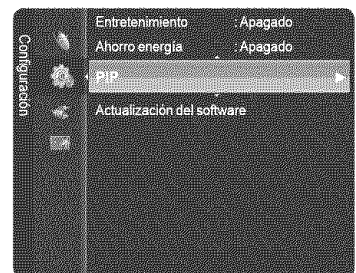 Configuración
Entretenimiento : Apagado
Ahorro energía : Apagado
PIP
Actualización del software